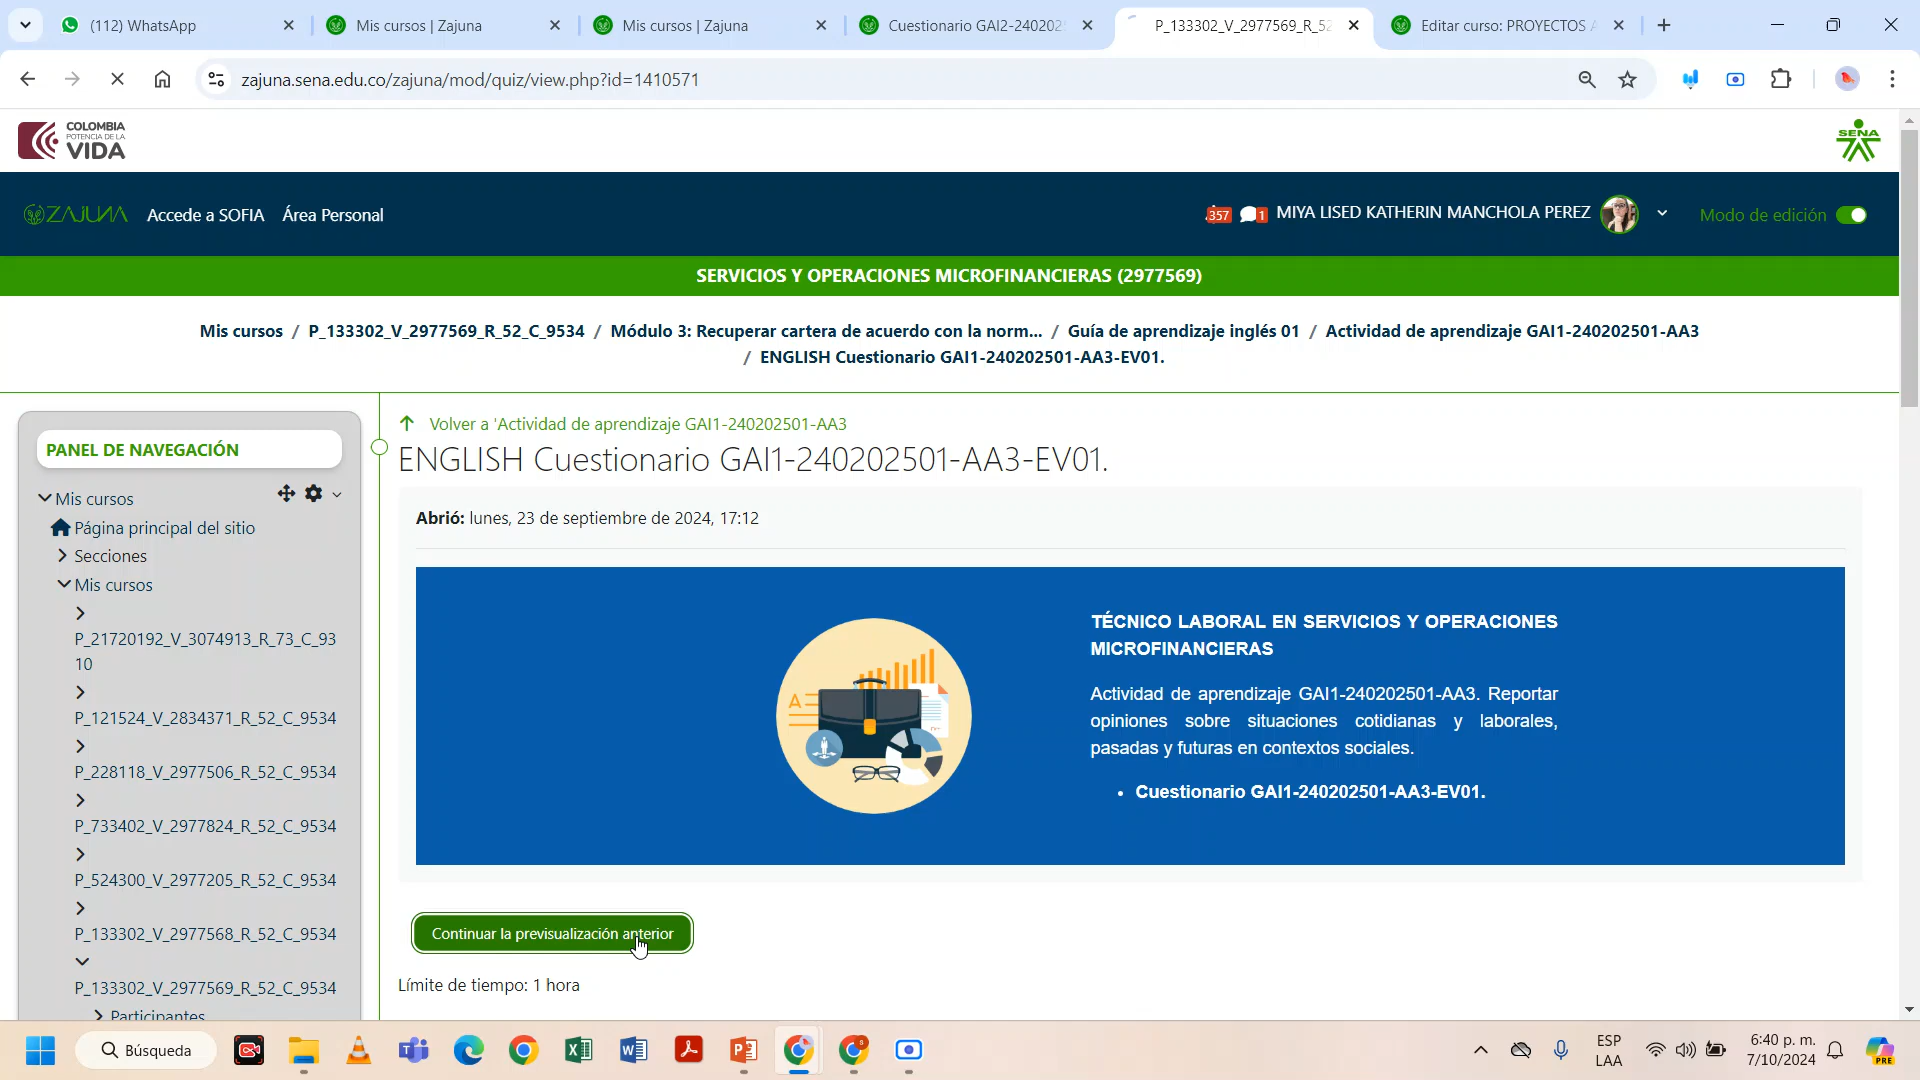 (112) WhatsApp
Mis cursos | Zajuna
Mis cursos | Zajuna
Cuestionario GAI2-240202
P_133302_V_2977569_R_52
Editar curso: PROYECTOS
zajuna.sena.edu.co/zajuna/mod/quiz/view.php?id=1410571
COLOMBIA
POTENCIA DE LA
VIDA
SENA
ZAJUNA
Accede a SOFIA
Área Personal
357
1
MIYA LISED KATHERIN MANCHOLA PEREZ
Modo de edición
SERVICIOS Y OPERACIONES MICROFINANCIERAS (2977569)
Mis cursos / P_133302_V_2977569_R_52_C_9534 / Módulo 3: Recuperar cartera de acuerdo con la norm... / Guía de aprendizaje inglés 01 / Actividad de aprendizaje GAI1-240202501-AA3
/ ENGLISH Cuestionario GAI1-240202501-AA3-EV01.
PANEL DE NAVEGACIÓN
Mis cursos
Página principal del sitio
Secciones
Mis cursos
P_21720192_V_3074913_R_73_C_93
10
P_121524_V_2834371_R_52_C_9534
P_228118_V_2977506_R_52_C_9534
P_733402_V_2977824_R_52_C_9534
P_524300_V_2977205_R_52_C_9534
P_133302_V_2977568_R_52_C_9534
P_133302_V_2977569_R_52_C_9534
Participantes
Volver a 'Actividad de aprendizaje GAI1-240202501-AA3
ENGLISH Cuestionario GAI1-240202501-AA3-EV01.
Abrió: lunes, 23 de septiembre de 2024, 17:12
TÉCNICO LABORAL EN SERVICIOS Y OPERACIONES
MICROFINANCIERAS
Actividad de aprendizaje GAI1-240202501-AA3. Reportar
opiniones sobre situaciones cotidianas y laborales,
pasadas y futuras en contextos sociales.
• Cuestionario GAI1-240202501-AA3-EV01.
Continuar la previsualización anterior
Límite de tiempo: 1 hora
Búsqueda
ESP
LAA
6:40 p. m.
7/10/2024
PRE